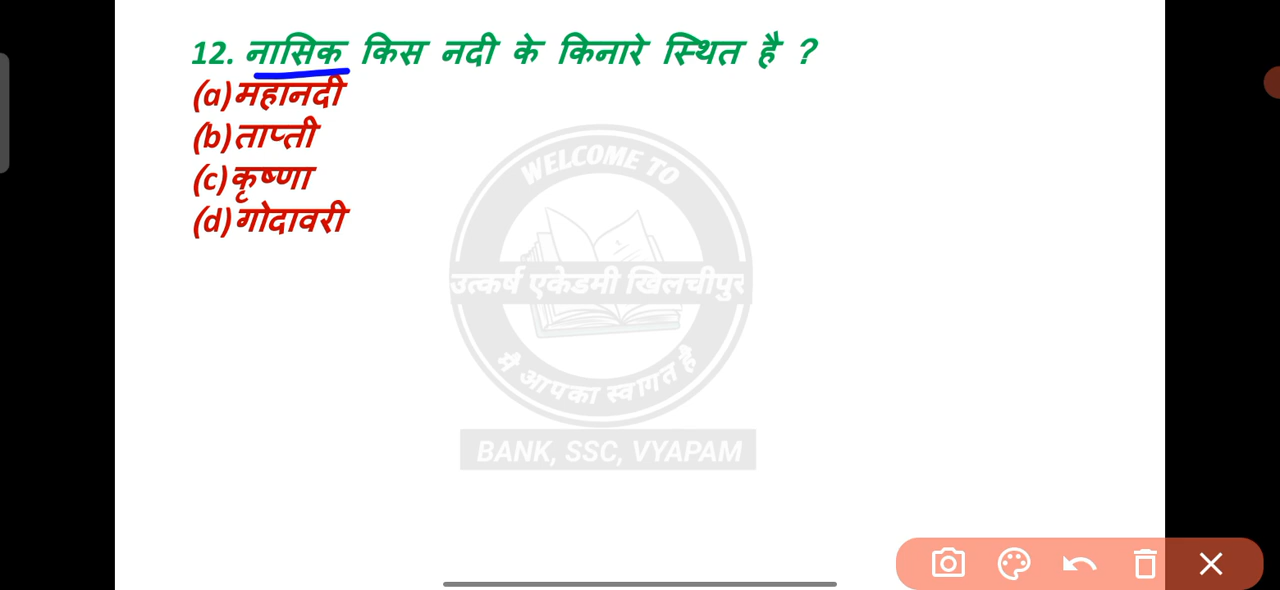 12. नासिक किस नदी के किनारे स्थित है ?
(a)महानदी
(b)ताप्ती
(c)कृष्णा
(d)गोदावरी
WELCOME TO
उत्कर्ष एकेडमी खिलचीपुर
मै आपका स्वागत है
BANK, SSC, VYAPAM